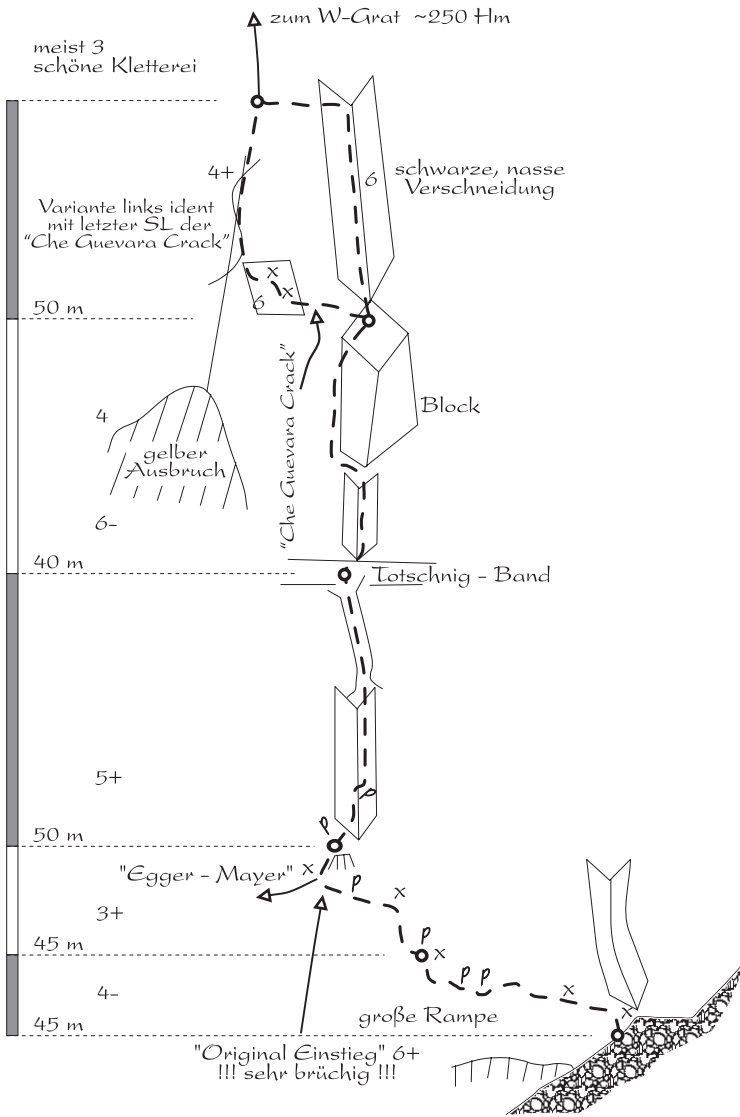 zum W-Grat ~250 Hm
meist 3
schöne Kletterei
4+
6
schwarze, nasse
Verschneidung
Variante links ident
mit letzter SL der
"Che Guevara Crack"
x
x
6
50 m
"Che Guevara Crack"
Block
4
gelber
Ausbruch
6-
40 m
Totschnig - Band
5+
p
p
50 m
"Egger - Mayer"
x
p
x
3+
p
x
45 m
p p
x
4-
x
große Rampe
45 m
"Original Einstieg" 6+
!!! sehr brüchig !!!